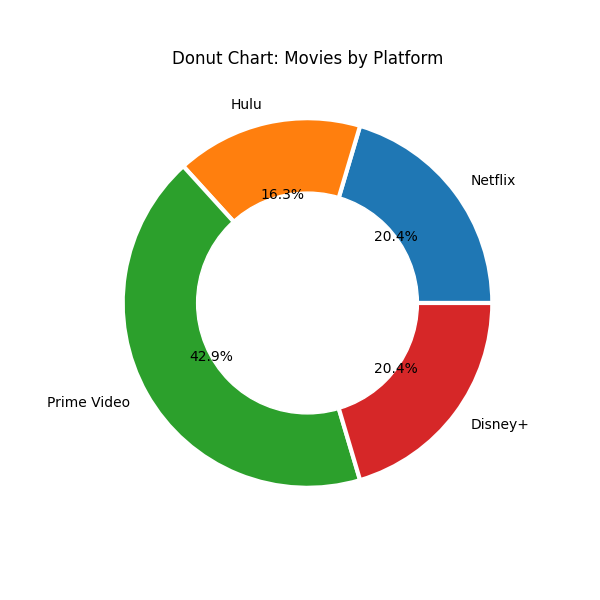 Donut Chart: Movies by Platform
Hulu
Netflix
16.3%
20.4%
42.9%
20.4%
Prime Video
Disney+